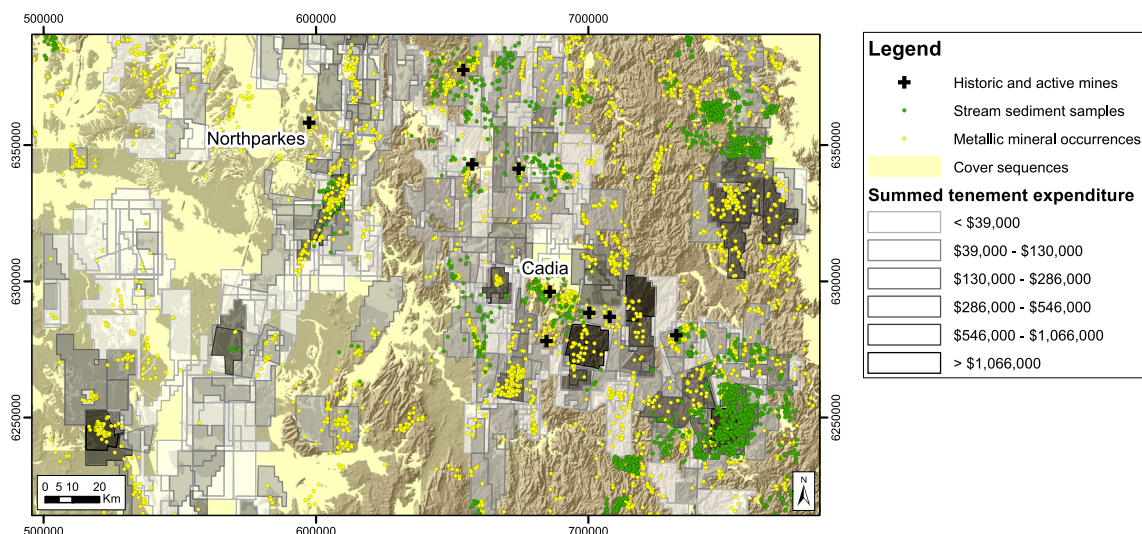 500000
600000
700000
6350000
6300000
6250000
Northparkes
Cadia
0 5 10 20
Km
N
500000
600000
700000
6350000
6300000
6250000
Legend
Historic and active mines
Stream sediment samples
Metallic mineral occurrences
Cover sequences
Summed tenement expenditure
< $39,000
$39,000 - $130,000
$130,000 - $286,000
$286,000 - $546,000
$546,000 - $1,066,000
> $1,066,000